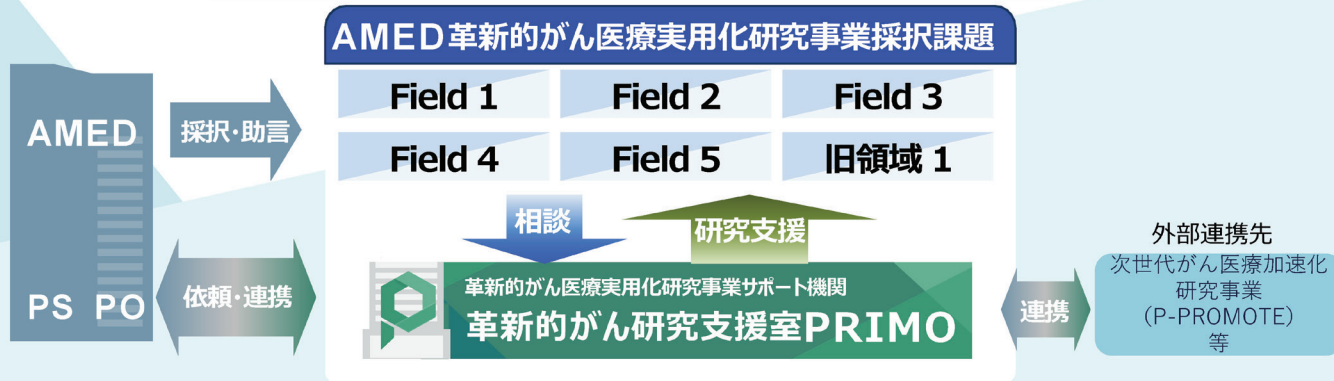 AMED革新的がん医療実用化研究事業採択課題
AMED
採択・助言
Field 1
Field 2
Field 3
Field 4
Field 5
旧領域 1
相談
研究支援
PS PO
依頼・連携
革新的がん医療実用化研究事業サポート機関
革新的がん研究支援室PRIMO
連携
外部連携先
次世代がん医療加速化
研究事業
(P-PROMOTE)
等